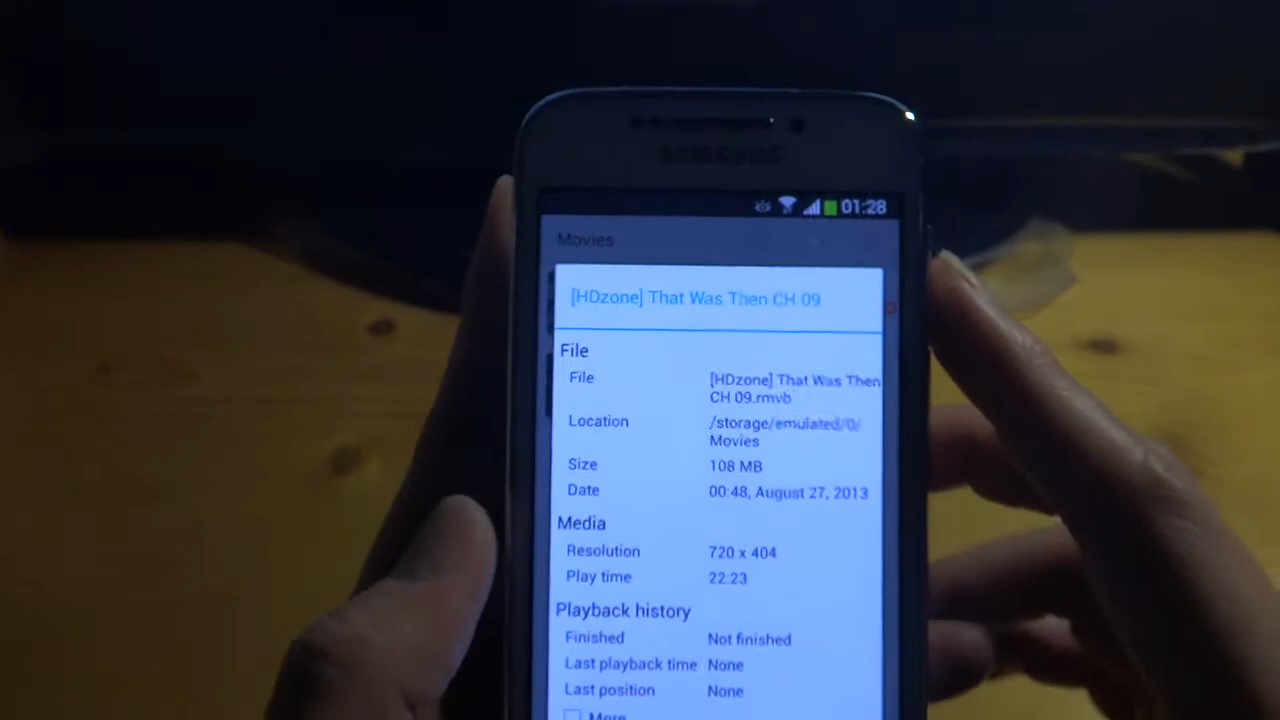 SAMSUNG
01:28
Movies
[HDzone] That Was Then CH 09
File
File [HDzone] That Was Then
CH 09.rmvb
Location /storage/emulated/0/
Movies
Size 108 MB
Date 00:48, August 27, 2013
Media
Resolution 720 x 404
Play time 22:23
Playback history
Finished Not finished
Last playback time None
Last position None
More